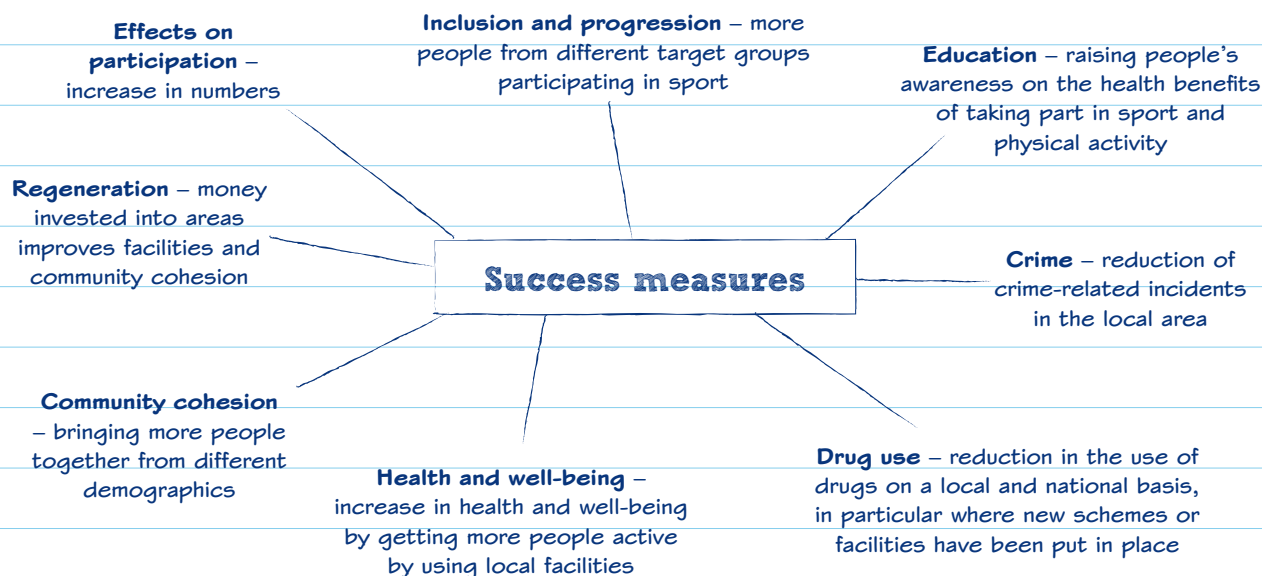 Effects on
participation –
increase in numbers
Inclusion and progression – more
people from different target groups
participating in sport
Education – raising people's
awareness on the health benefits
of taking part in sport and
physical activity
Regeneration – money
invested into areas
improves facilities and
community cohesion
Success measures
Crime – reduction of
crime-related incidents
in the local area
Community cohesion
– bringing more people
together from different
demographics
Health and well-being –
increase in health and well-being
by getting more people active
by using local facilities
Drug use – reduction in the use of
drugs on a local and national basis,
in particular where new schemes or
facilities have been put in place